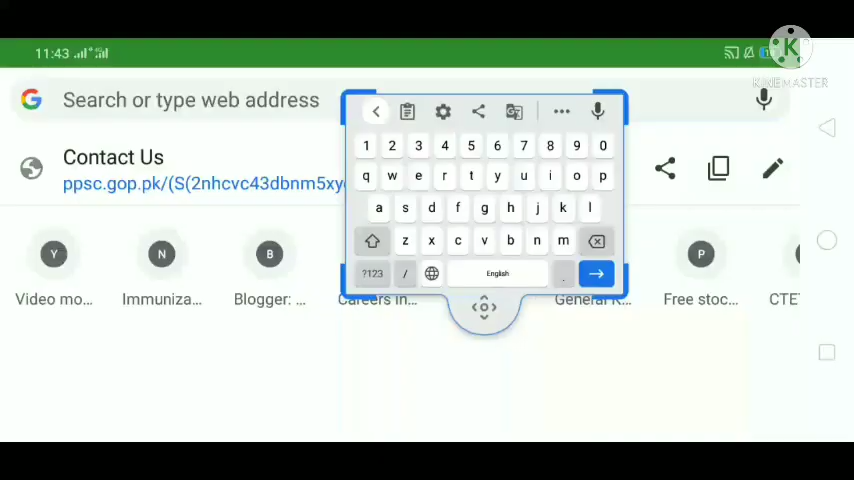 11:43
K
KINEMASTER
Search or type web address
Contact Us
ppsc.gop.pk/(S(2nhcvc43dbnm5xy
1 2 3 4 5 6 7 8 9 0
q w e r t y u i o p
a s d f g h j k l
z x c v b n m
?123 / English .
Y N B P
Video mo... Immuniza... Blogger: ... Careers in... General K... Free stoc... CTET